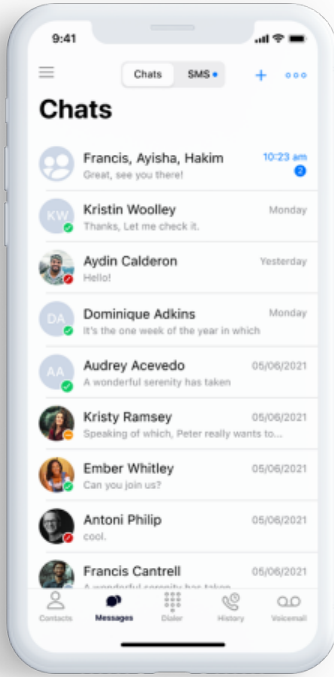 9:41
Chats SMS
Chats
Francis, Ayisha, Hakim 10:23 am
Great, see you there! 2
KW Kristin Woolley Monday
Thanks, Let me check it.
Aydin Calderon Yesterday
Hello!
DA Dominique Adkins Monday
It's the one week of the year in which
AA Audrey Acevedo 05/06/2021
A wonderful serenity has taken
Kristy Ramsey 05/06/2021
Speaking of which, Peter really wants to...
Ember Whitley 05/06/2021
Can you join us?
Antoni Philip 05/06/2021
cool.
Francis Cantrell 05/06/2021
A wonderful serenity has taken
Contacts Messages Dialer History Voicemail